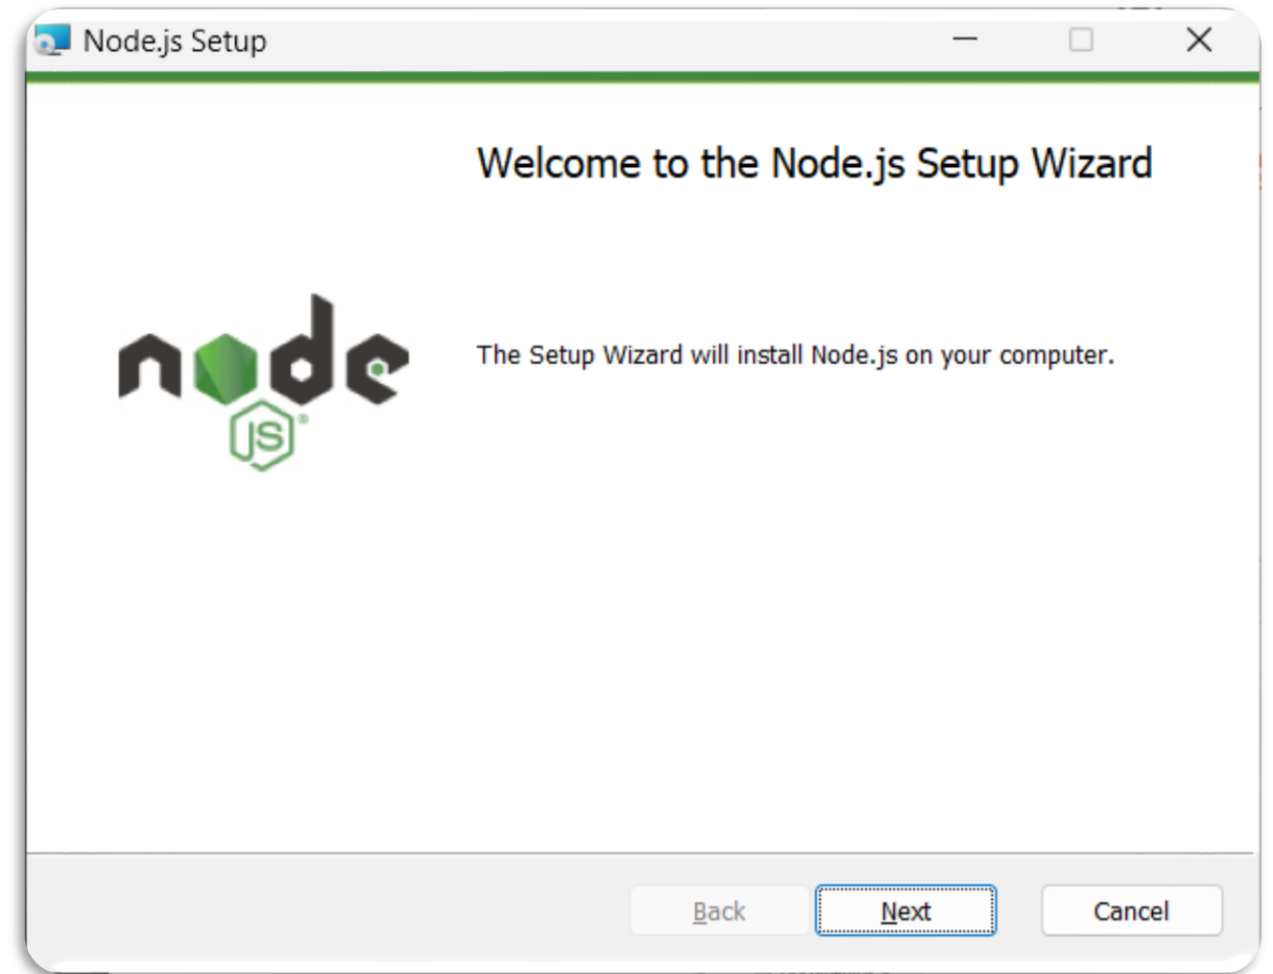 Node.js Setup
Welcome to the Node.js Setup Wizard
node
JS®
The Setup Wizard will install Node.js on your computer.
Back
Next
Cancel